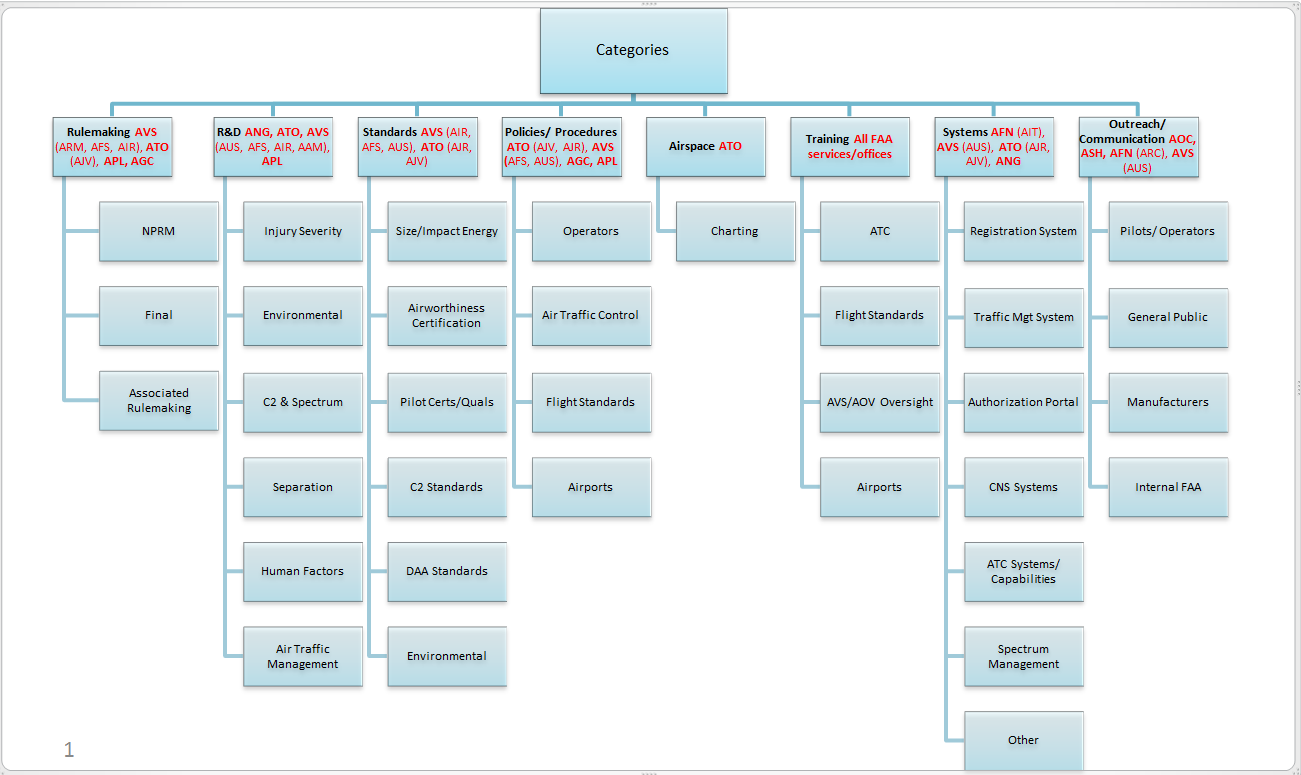 Categories
Rulemaking AVS
(ARM, AFS, AIR), ATO
(AJV), APL, AGC
NPRM
Final
Associated
Rulemaking
R&D ANG, ATO, AVS
(AUS, AFS, AIR, AAM),
APL
Injury Severity
Environmental
C2 & Spectrum
Separation
Human Factors
Air Traffic
Management
Standards AVS (AIR,
AFS, AUS), ATO (AJR,
AJV)
Size/Impact Energy
Airworthiness
Certification
Pilot Certs/Quals
C2 Standards
DAA Standards
Environmental
Policies/ Procedures
ATO (AJV, AJR), AVS
(AFS, AUS), AGC, APL
Operators
Air Traffic Control
Flight Standards
Airports
Airspace ATO
Charting
Training All FAA
services/offices
ATC
Flight Standards
AVS/AOV Oversight
Airports
Systems AFN (AIT),
AVS (AUS), ATO (AJR,
AJV), ANG
Registration System
Traffic Mgt System
Authorization Portal
CNS Systems
ATC Systems/
Capabilities
Spectrum
Management
Other
Outreach/
Communication AOC,
ASH, AFN (ARC), AVS
(AUS)
Pilots/ Operators
General Public
Manufacturers
Internal FAA
1